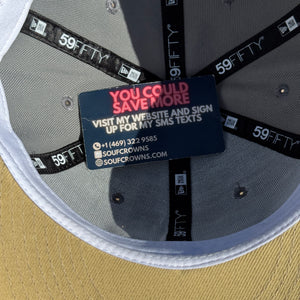 59FIFTY
59FIFTY
59FIFTY
YOU COULD
SAVE MORE
VISIT MY WEBSITE AND SIGN
UP FOR MY SMS TEXTS
+1 (469) 322 9585
SOUFCROWNS
SOUFCROWNS.COM
59FIFTY
59FIFTY
59FIFTY